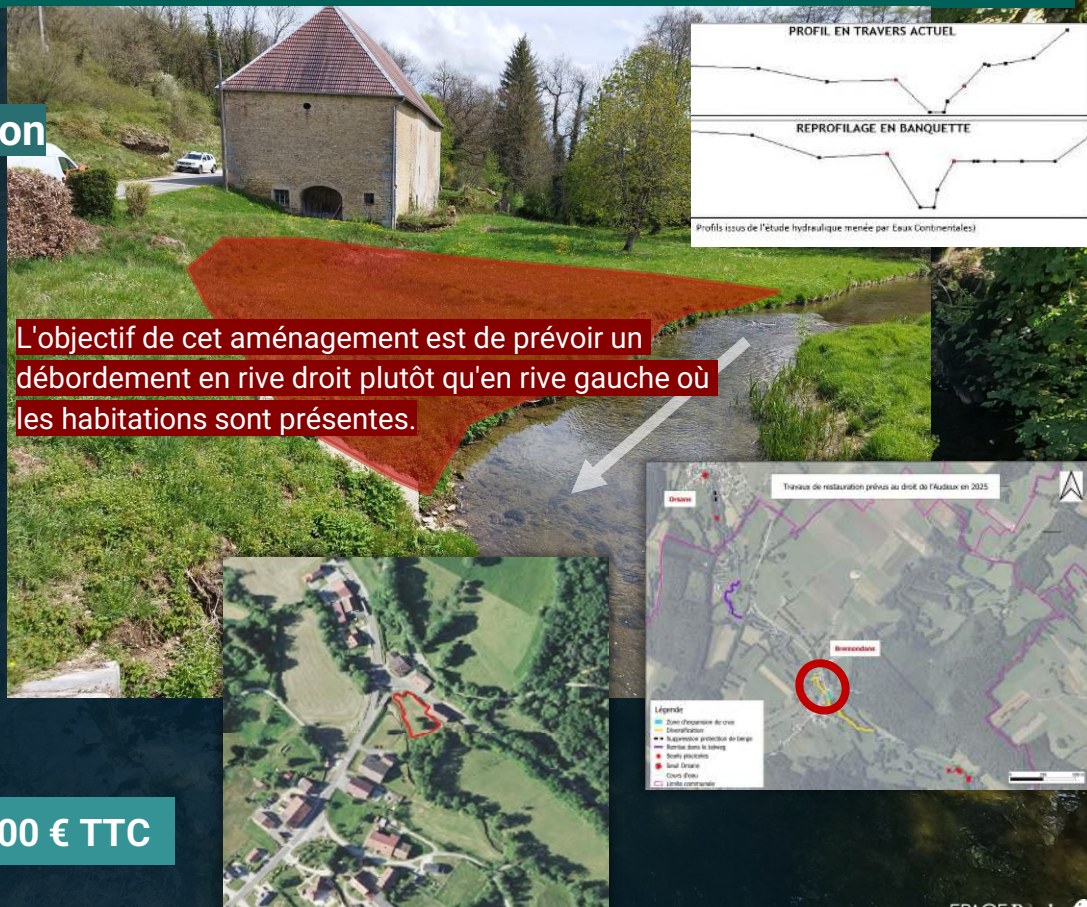 PROFIL EN TRAVERS ACTUEL
REPROFILAGE EN BANQUETTE
Profils issus de l'étude hydraulique menée par Eaux Continentales)
on
L'objectif de cet aménagement est de prévoir un
débordement en rive droit plutôt qu'en rive gauche où
les habitations sont présentes.
Travaux de restauration prévus au droit de l'Audeux en 2025
Orsans
Bremondans
Légende
Zone d'expansion de crue
Diversification
Suppression protection de berge
Remise dans le talweg
Seuils piscicoles
Seuil Orsans
Cours d'eau
Limite communale
00 € TTC
EPAGE